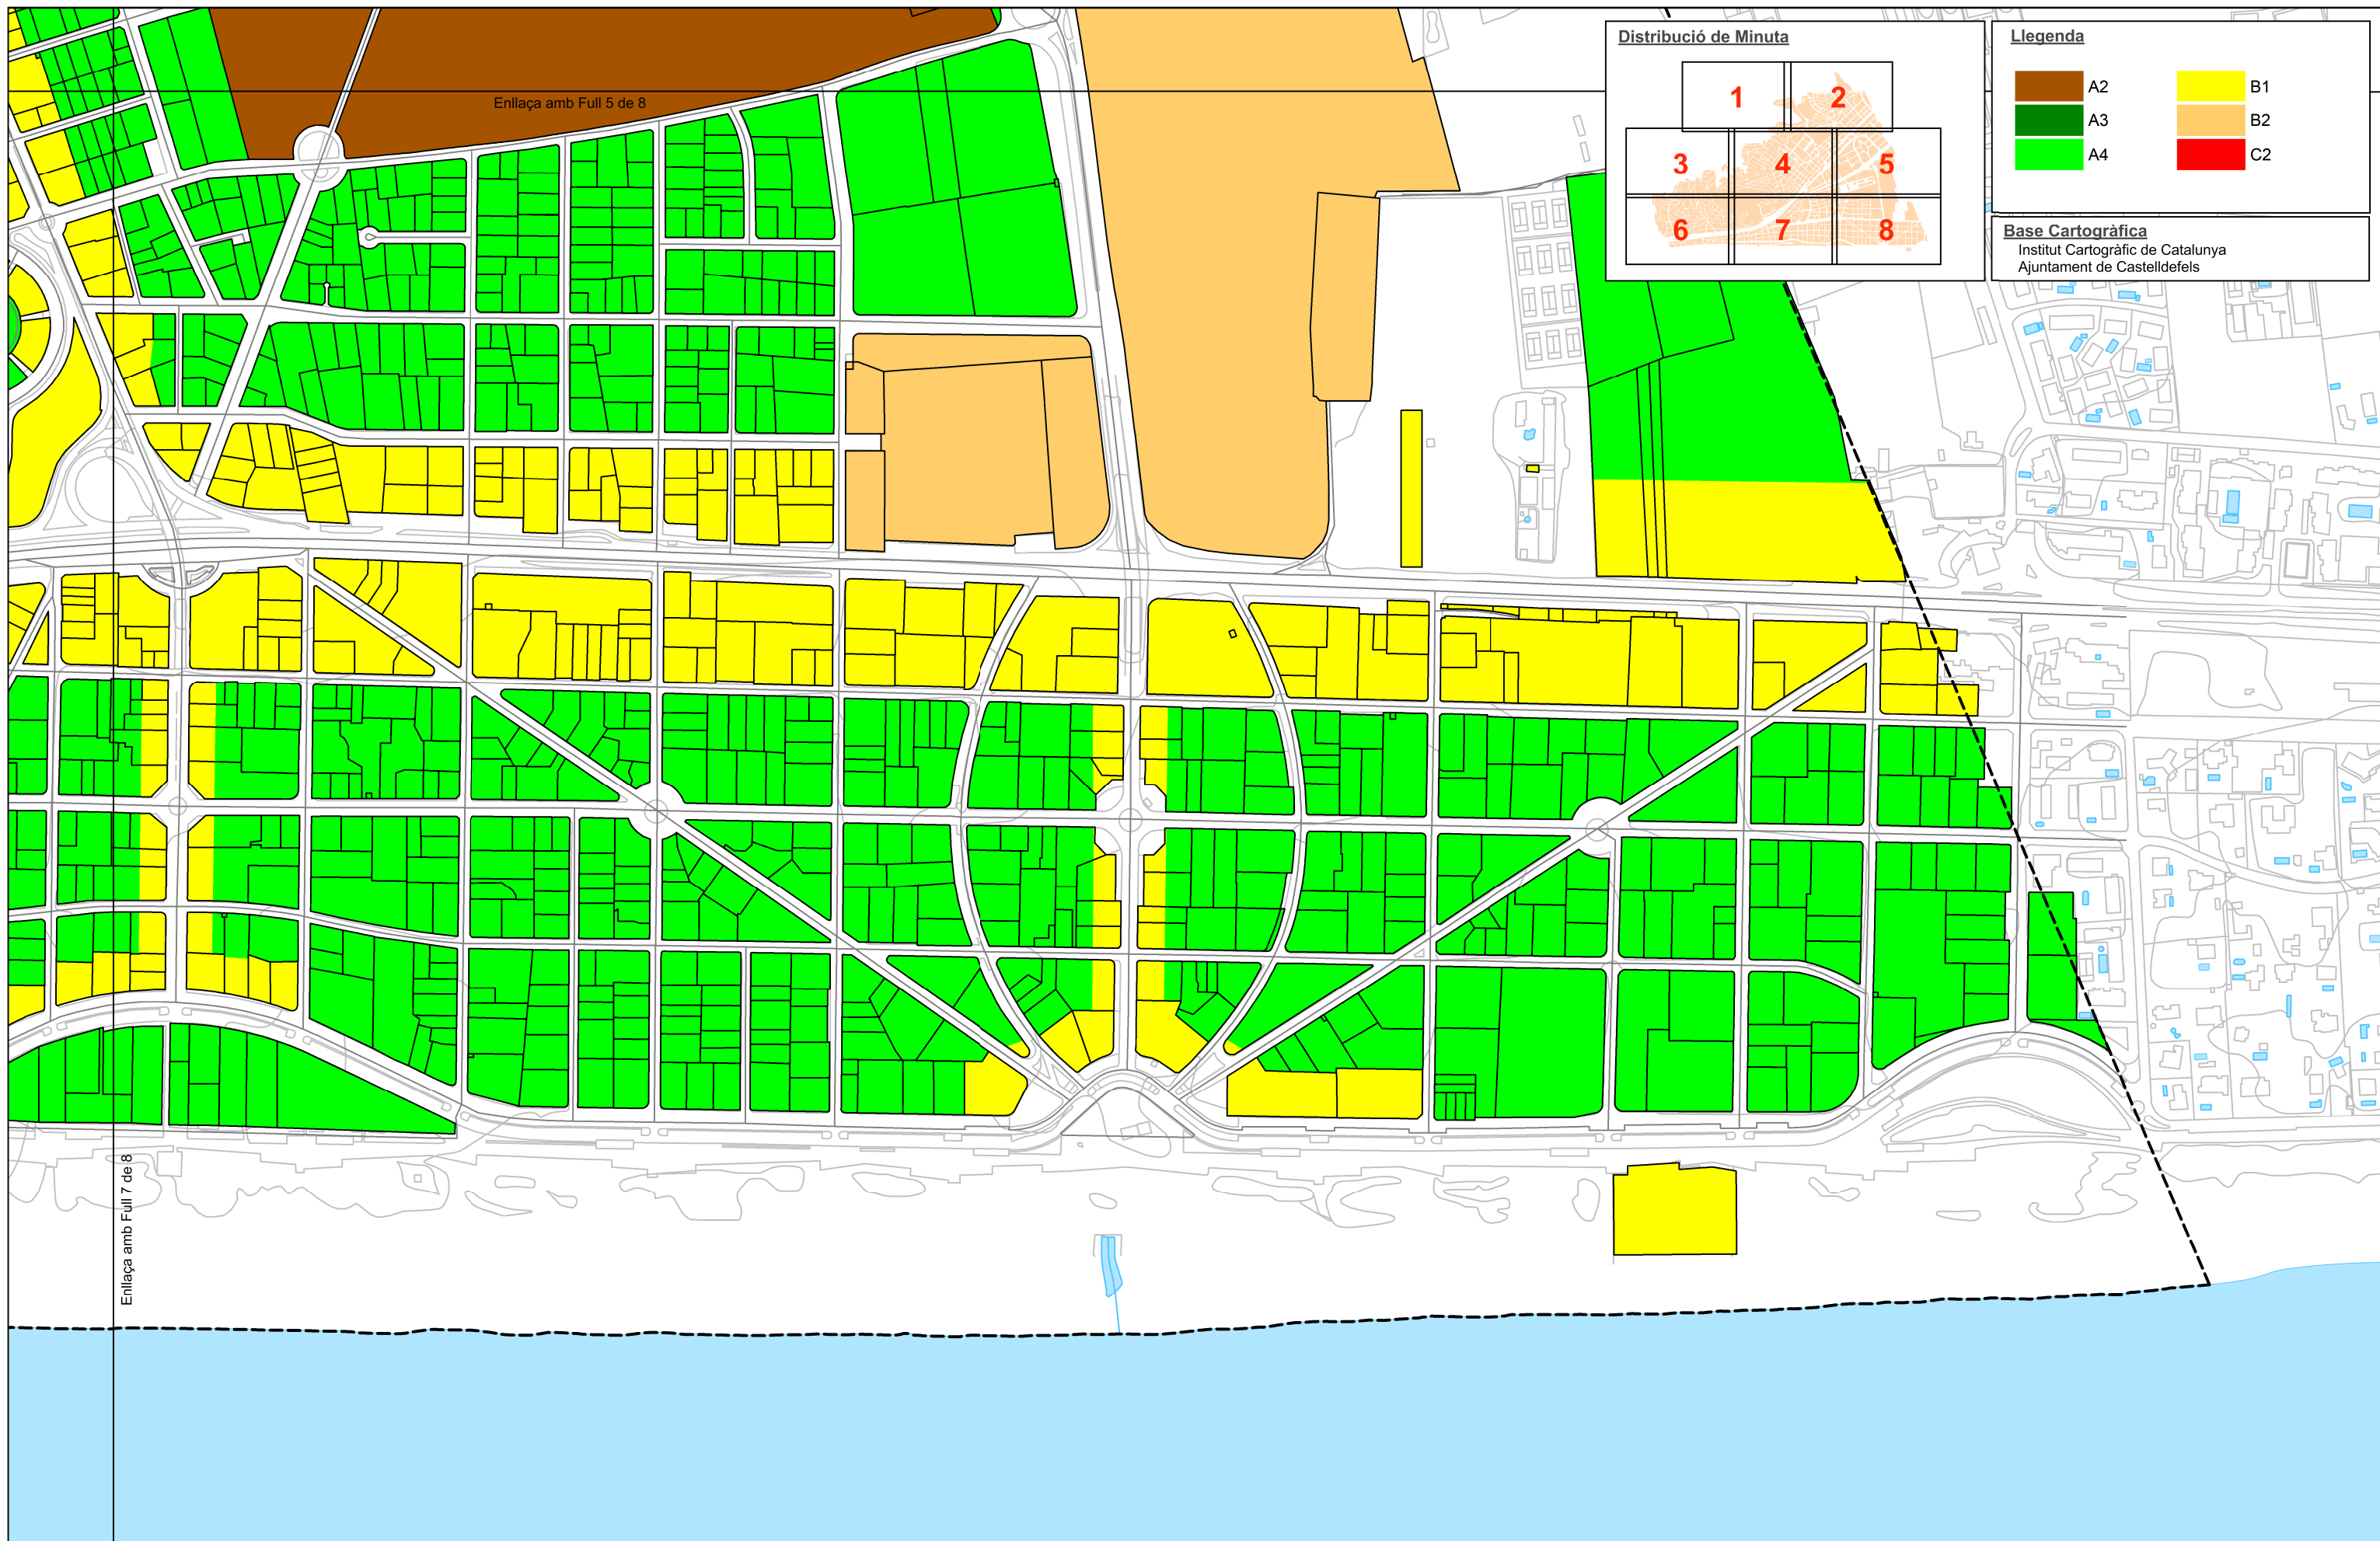 Distribució de Minuta
1
2
3
4
5
6
7
8
Llegenda
A2
B1
A3
B2
A4
C2
Base Cartogràfica
Institut Cartogràfic de Catalunya
Ajuntament de Castelldefels
Enllaça amb Full 5 de 8
Enllaça amb Full 7 de 8